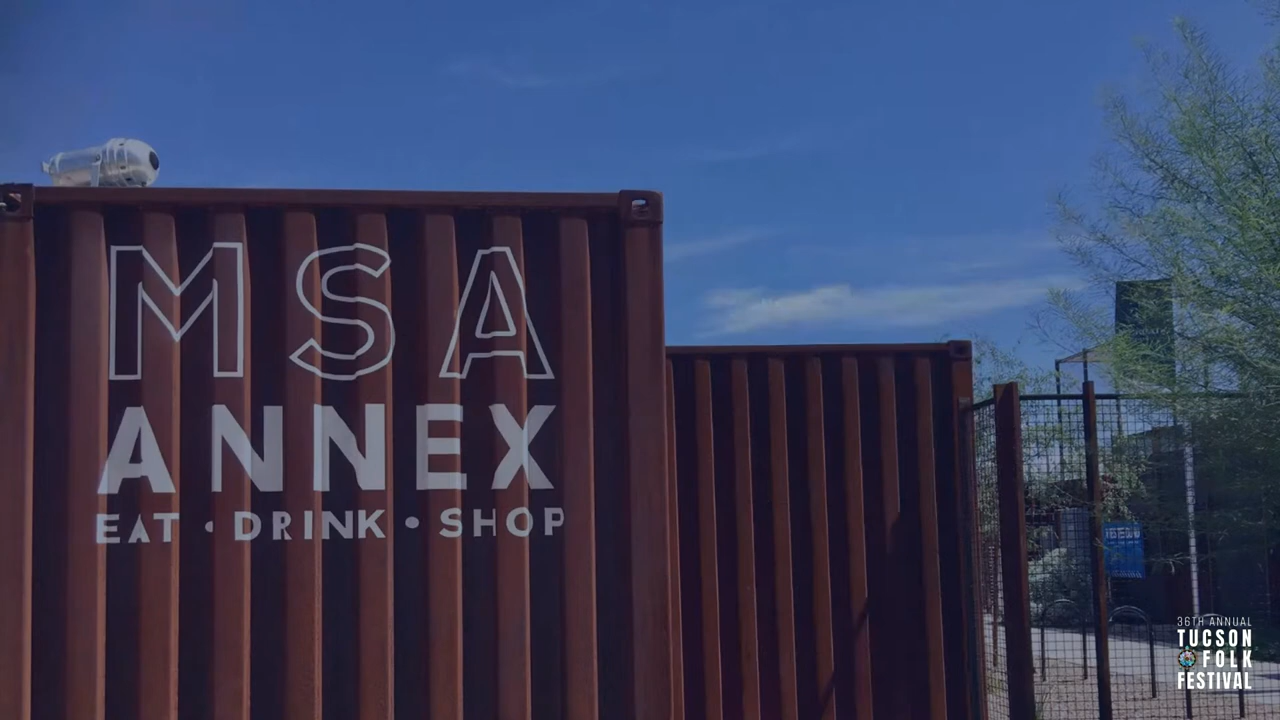 MSA
ANNEX
EAT • DRINK • SHOP
36TH ANNUAL
TUCSON
FOLK
FESTIVAL